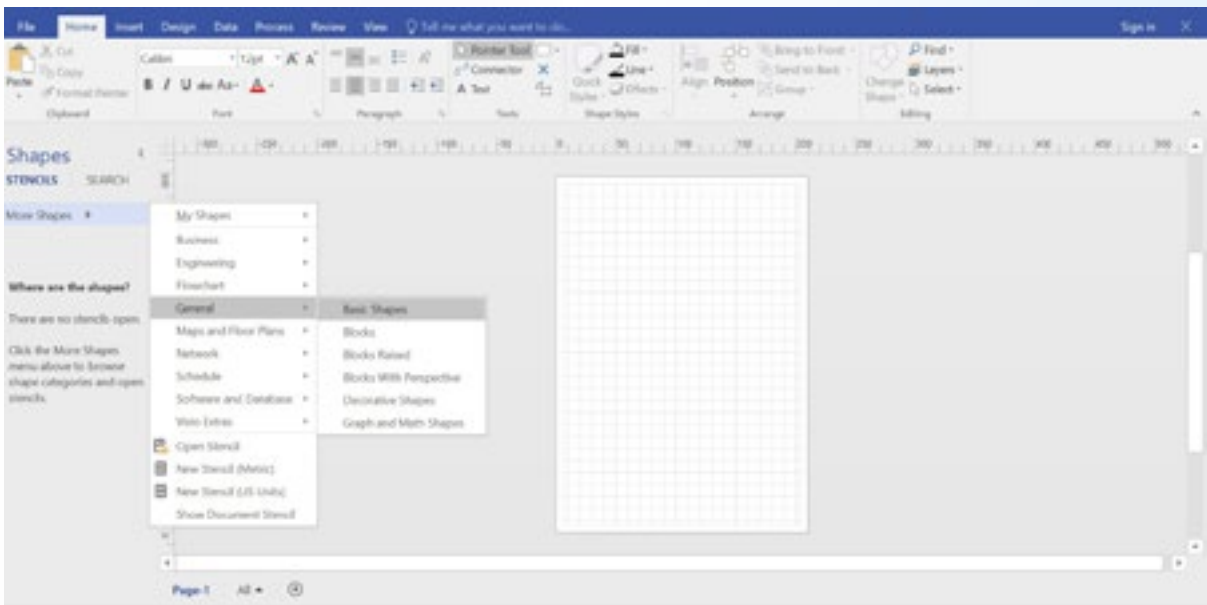 File Home Insert Design Data Process Review View Tell me what you want to do...
Sign in
Paste
Cut
Copy
Format Painter
Clipboard
Calibri 12pt
B I U abc Aa A
Font
Paragraph
Pointer Tool
Connector
A Text
Tools
Quick Styles
Fill
Line
Effects
Shape Styles
Align Position
Bring to Front
Send to Back
Group
Arrange
Change Shape
Find
Layers
Select
Editing
Shapes
STENCILS SEARCH
More Shapes
Where are the shapes?
There are no stencils open.
Click the More Shapes
menu above to browse
shape categories and open
stencils.
My Shapes
Business
Engineering
Flowchart
General
Maps and Floor Plans
Network
Schedule
Software and Database
Visio Extras
Open Stencil
New Stencil (Metric)
New Stencil (US Units)
Show Document Stencil
Basic Shapes
Blocks
Blocks Raised
Blocks With Perspective
Decorative Shapes
Graph and Math Shapes
Page-1 All